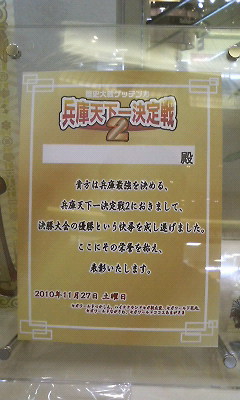 兵庫天下一決定戦
2
殿
貴方は兵庫最強を決める、
兵庫天下一決定戦2におきまして、
決勝大会の優勝という快挙を成し遂げました。
ここにその栄誉を讃え、
表彰いたします。
2010年11月27日 土曜日